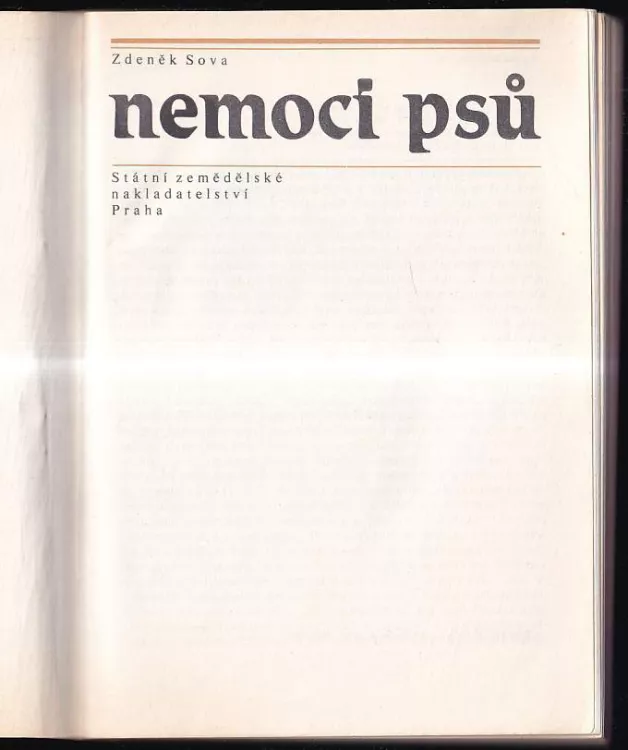 Zdeněk Sova
nemoci psů
Státní zemědělské
nakladatelství
Praha